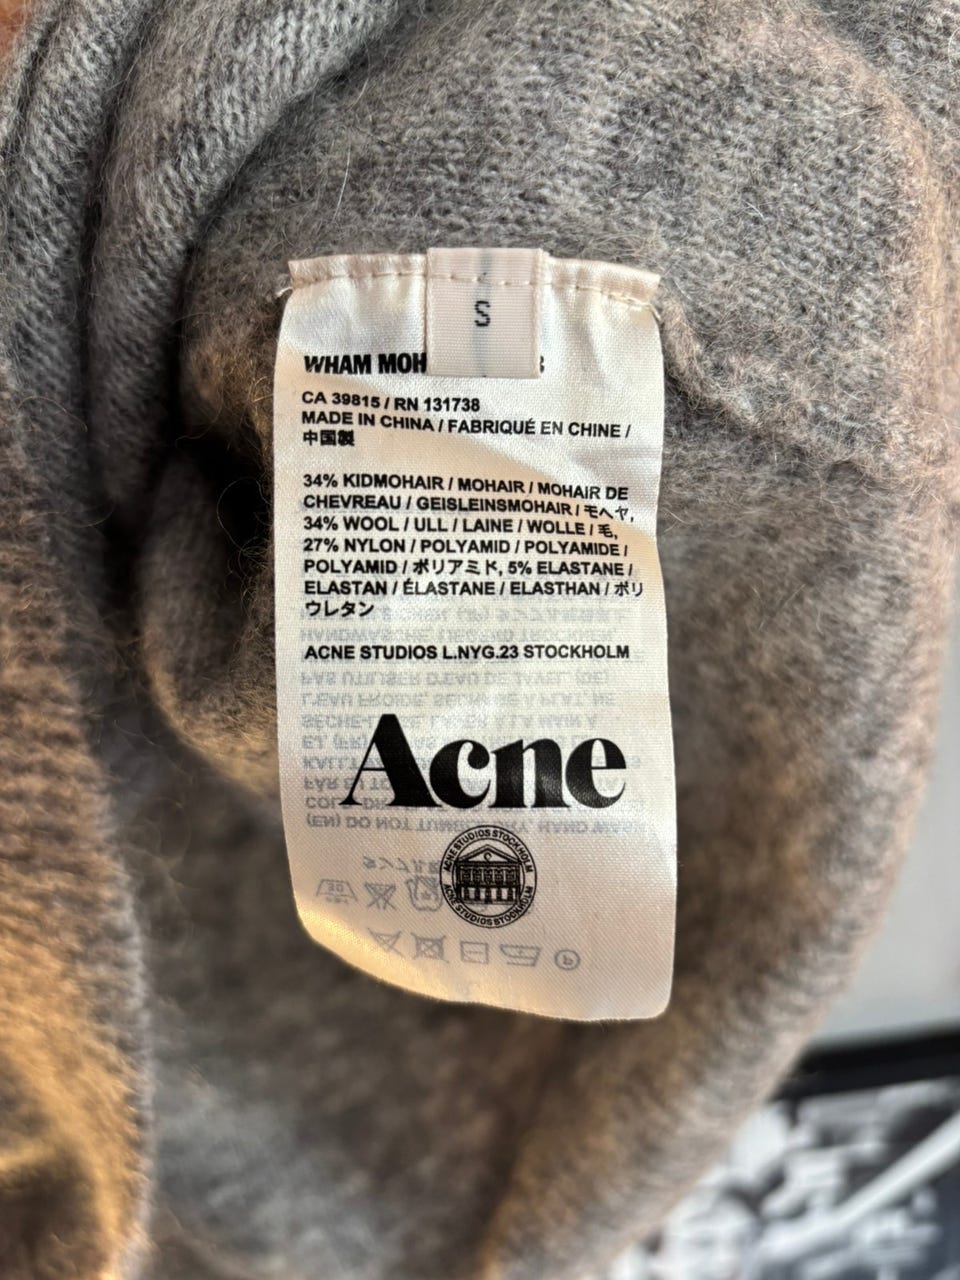 S
WHAM MOH
CA 39815 / RN 131738
MADE IN CHINA / FABRIQUÉ EN CHINE /
中国製
34% KIDMOHAIR / MOHAIR / MOHAIR DE
CHEVREAU / GEISLEINSMOHAIR / モヘヤ,
34% WOOL / ULL / LAINE / WOLLE / 毛,
27% NYLON / POLYAMID / POLYAMIDE /
POLYAMID / ポリアミド, 5% ELASTANE /
ELASTAN / ÉLASTANE / ELASTHAN / ポリ
ウレタン
ACNE STUDIOS L.NYG.23 STOCKHOLM
Acne
ACNE STUDIOS STOCKHOLM
ACNE STUDIOS STOCKHOLM